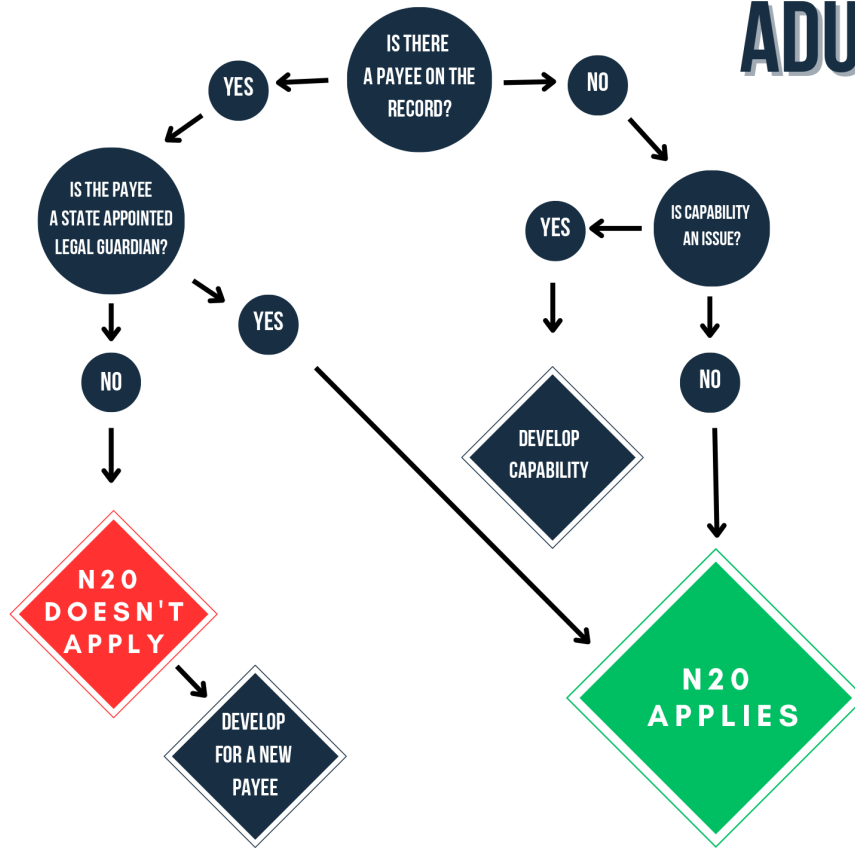 ADU
IS THERE
A PAYEE ON THE
RECORD?
YES
NO
IS THE PAYEE
A STATE APPOINTED
LEGAL GUARDIAN?
IS CAPABILITY
AN ISSUE?
YES
YES
NO
NO
DEVELOP
CAPABILITY
N20
DOESN'T
APPLY
N20
APPLIES
DEVELOP
FOR A NEW
PAYEE